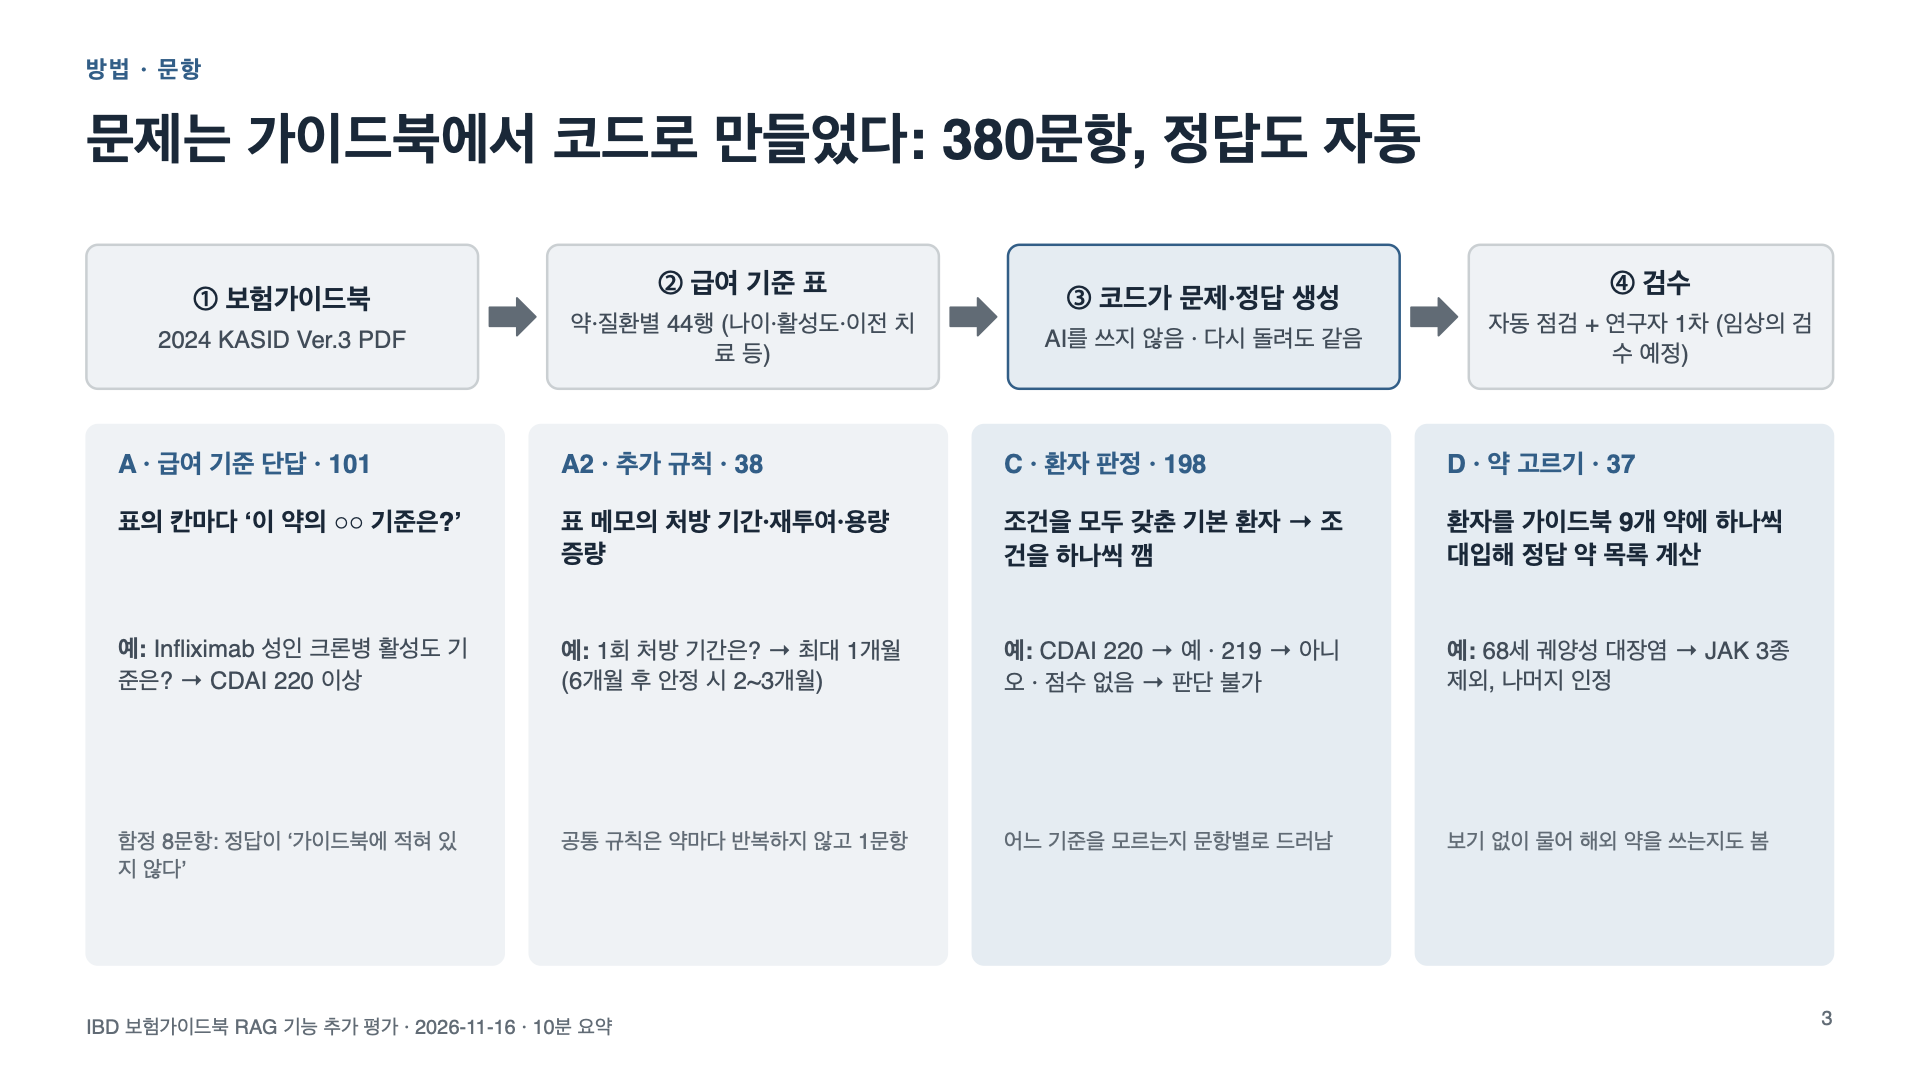 방법 · 문항
문제는 가이드북에서 코드로 만들었다: 380문항, 정답도 자동
① 보험가이드북
2024 KASID Ver.3 PDF
② 급여 기준 표
약·질환별 44행 (나이·활성도·이전 치
료 등)
③ 코드가 문제·정답 생성
AI를 쓰지 않음 · 다시 돌려도 같음
④ 검수
자동 점검 + 연구자 1차 (임상의 검
수 예정)
A · 급여 기준 단답 · 101
표의 칸마다 ‘이 약의 ○○ 기준은?’
예: Infliximab 성인 크론병 활성도 기
준은? → CDAI 220 이상
함정 8문항: 정답이 ‘가이드북에 적혀 있
지 않다’
A2 · 추가 규칙 · 38
표 메모의 처방 기간·재투여·용량
증량
예: 1회 처방 기간은? → 최대 1개월
(6개월 후 안정 시 2~3개월)
공통 규칙은 약마다 반복하지 않고 1문항
C · 환자 판정 · 198
조건을 모두 갖춘 기본 환자 → 조
건을 하나씩 깸
예: CDAI 220 → 예 · 219 → 아니
오 · 점수 없음 → 판단 불가
어느 기준을 모르는지 문항별로 드러남
D · 약 고르기 · 37
환자를 가이드북 9개 약에 하나씩
대입해 정답 약 목록 계산
예: 68세 궤양성 대장염 → JAK 3종
제외, 나머지 인정
보기 없이 물어 해외 약을 쓰는지도 봄
IBD 보험가이드북 RAG 기능 추가 평가 · 2026-11-16 · 10분 요약
3